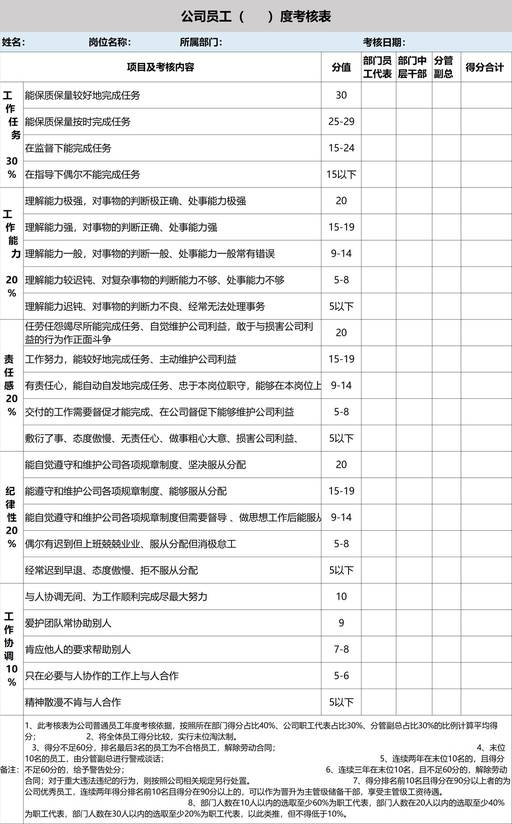 公司员工（　　）度考核表
姓名：　岗位名称：　所属部门：　考核日期：
项目及考核内容　分值　部门员工代表　部门中层干部　分管副总　得分合计
工作任务 30%
能保质保量较好地完成任务　30
能保质保量按时完成任务　25-29
在监督下能完成任务　15-24
在指导下偶尔不能完成任务　15以下
工作能力 20%
理解能力极强，对事物的判断极正确、处事能力极强　20
理解能力强，对事物的判断正确、处事能力强　15-19
理解能力一般，对事物的判断一般、处事能力一般常有错误　9-14
理解能力较迟钝、对复杂事物的判断能力不够、处事能力不够　5-8
理解能力迟钝、对事物的判断力不良、经常无法处理事务　5以下
责任感 20%
任劳任怨竭尽所能完成任务、自觉维护公司利益，敢于与损害公司利
益的行为作正面斗争　20
工作努力，能较好地完成任务、主动维护公司利益　15-19
有责任心，能自动自发地完成任务、忠于本岗位职守，能够在本岗位上　9-14
交付的工作需要督促才能完成、在公司督促下能够维护公司利益　5-8
敷衍了事、态度傲慢、无责任心、做事粗心大意、损害公司利益、　5以下
纪律性 20%
能自觉遵守和维护公司各项规章制度、坚决服从分配　20
能遵守和维护公司各项规章制度、能够服从分配　15-19
能自觉遵守和维护公司各项规章制度但需要督导 、做思想工作后能服从　9-14
偶尔有迟到但上班兢兢业业、服从分配但消极怠工　5-8
经常迟到早退、态度傲慢、拒不服从分配　5以下
工作协调 10%
与人协调无间、为工作顺利完成尽最大努力　10
爱护团队常协助别人　9
肯应他人的要求帮助别人　7-8
只在必要与人协作的工作上与人合作　5-6
精神散漫不肯与人合作　5以下
备注：
1、此考核表为公司普通员工年度考核依据，按照所在部门得分占比40%、公司职工代表占比30%、分管副总占比30%的比例计算平均得
分；　2、将全体员工得分比较，实行末位淘汰制。
3、得分不足60分，排名最后3名的员工为不合格员工，解除劳动合同；　4、末位
10名的员工，由分管副总进行警戒谈话；　5、连续两年在末位10名的，且得分
不足60分的，给予警告处分；　6、连续三年在末位10名，且不足60分的，解除劳动
合同；对于重大违法违纪的行为，则按照公司相关规定另行处置。　7、得分排名前10名且得分在90分以上者的为
公司优秀员工，连续两年得分排名前10名且得分在90分以上的，可以作为晋升为主管级储备干部，享受主管级工资待遇。
8、部门人数在10人以内的选取至少60%为职工代表，部门人数在20人以内的选取至少40%
为职工代表，部门人数在30人以内的选取至少20%为职工代表，以此类推，但不得低于10%。